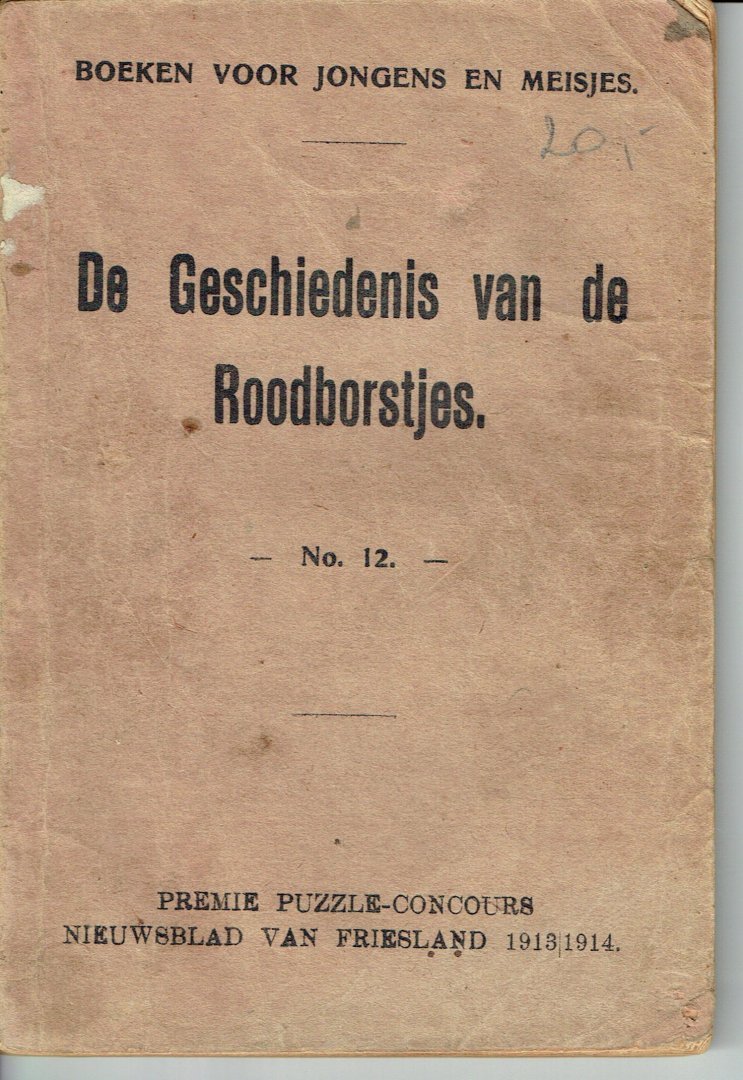 BOEKEN VOOR JONGENS EN MEISJES.
20,-
De Geschiedenis van de
Roodborstjes.
— No. 12. —
PREMIE PUZZLE-CONCOURS
NIEUWSBLAD VAN FRIESLAND 1913|1914.